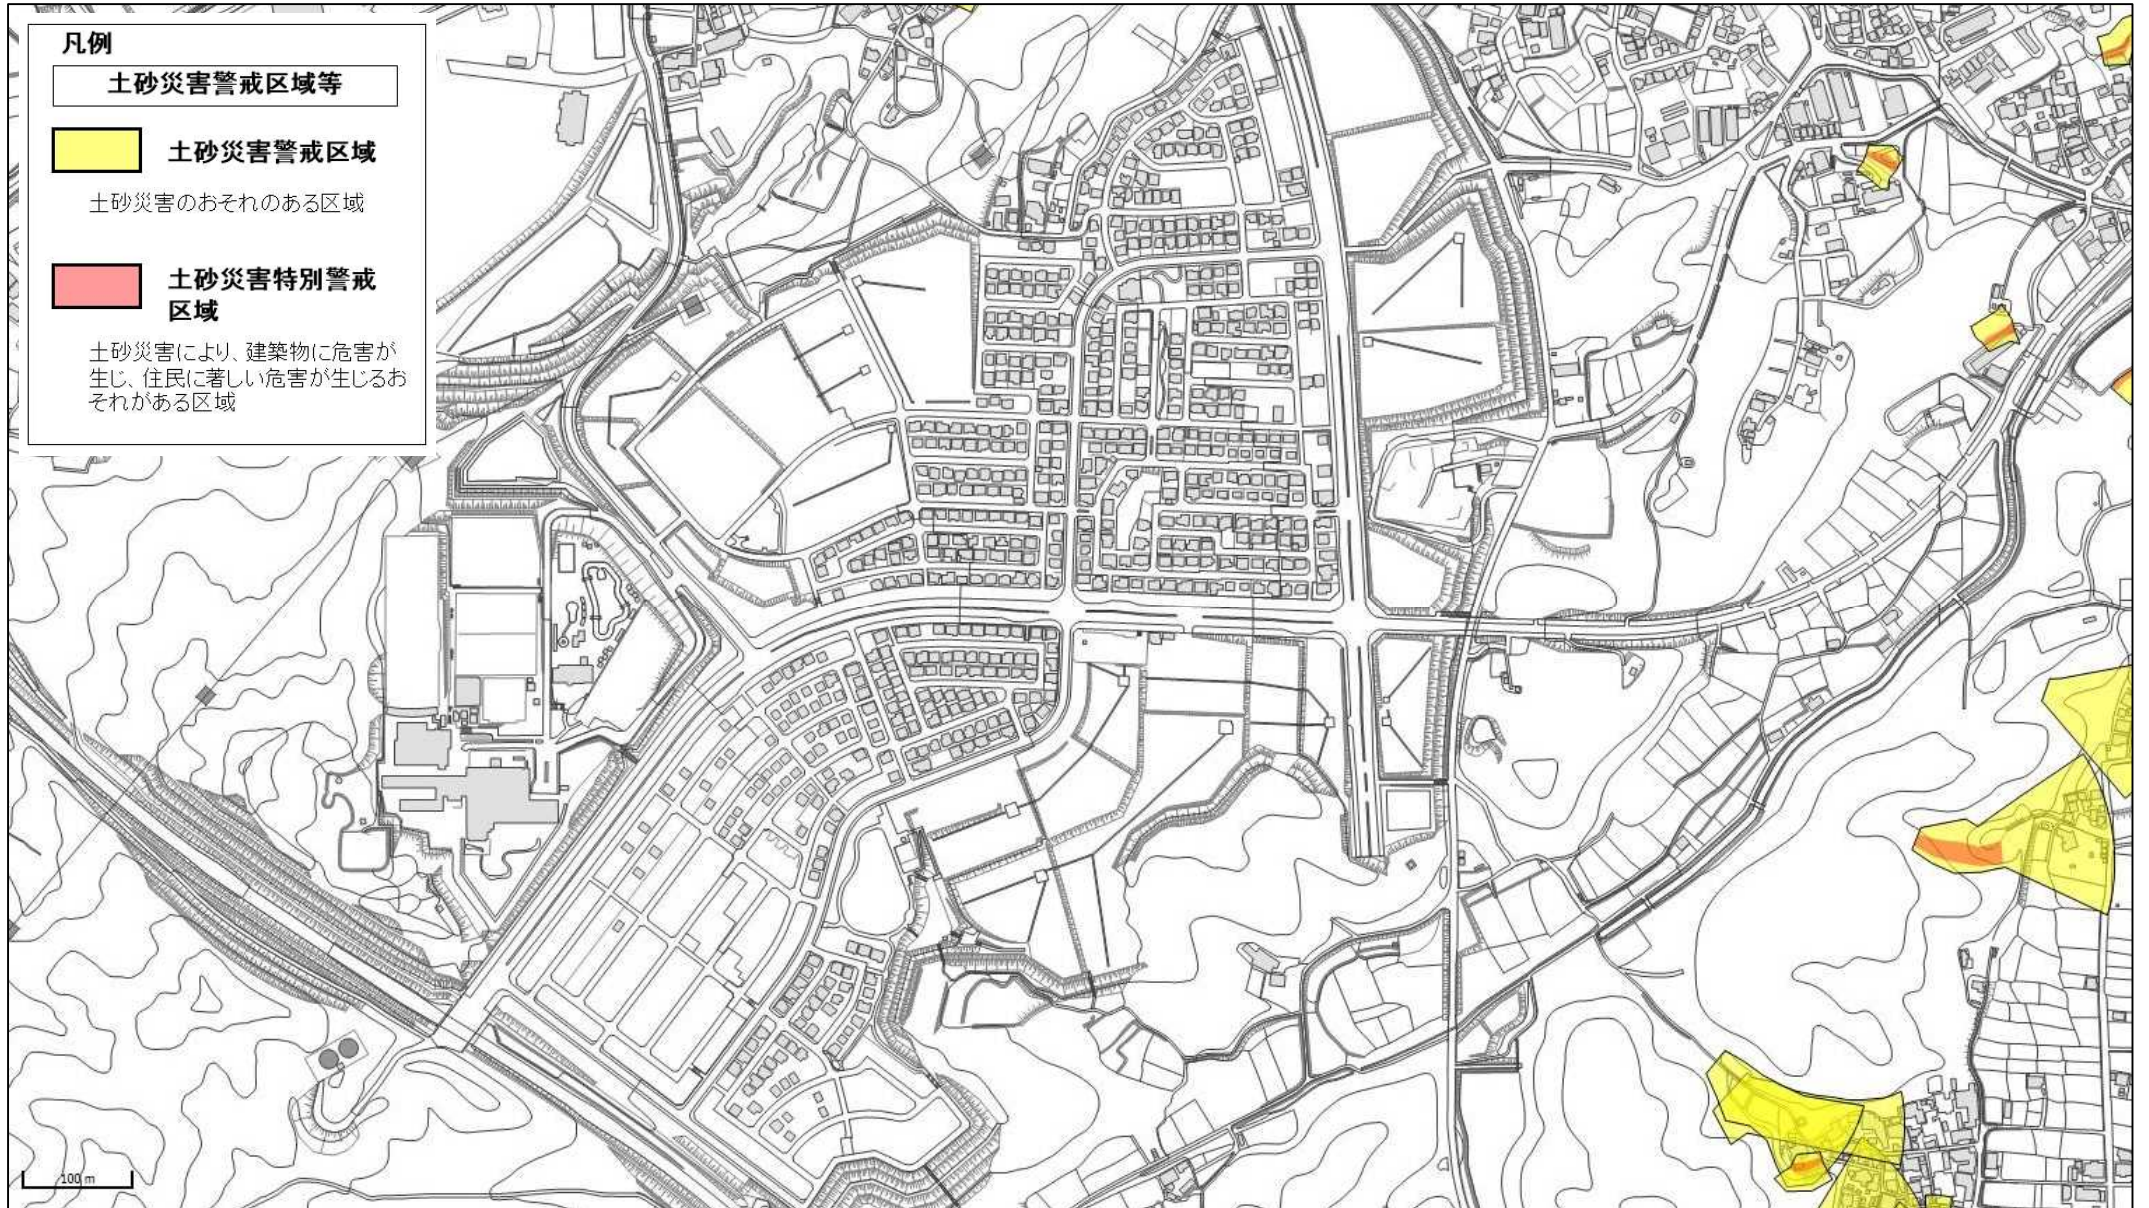 凡例
土砂災害警戒区域等
土砂災害警戒区域
土砂災害のおそれのある区域
土砂災害特別警戒
区域
土砂災害により、建築物に危害が
生じ、住民に著しい危害が生じるお
それがある区域
100 m